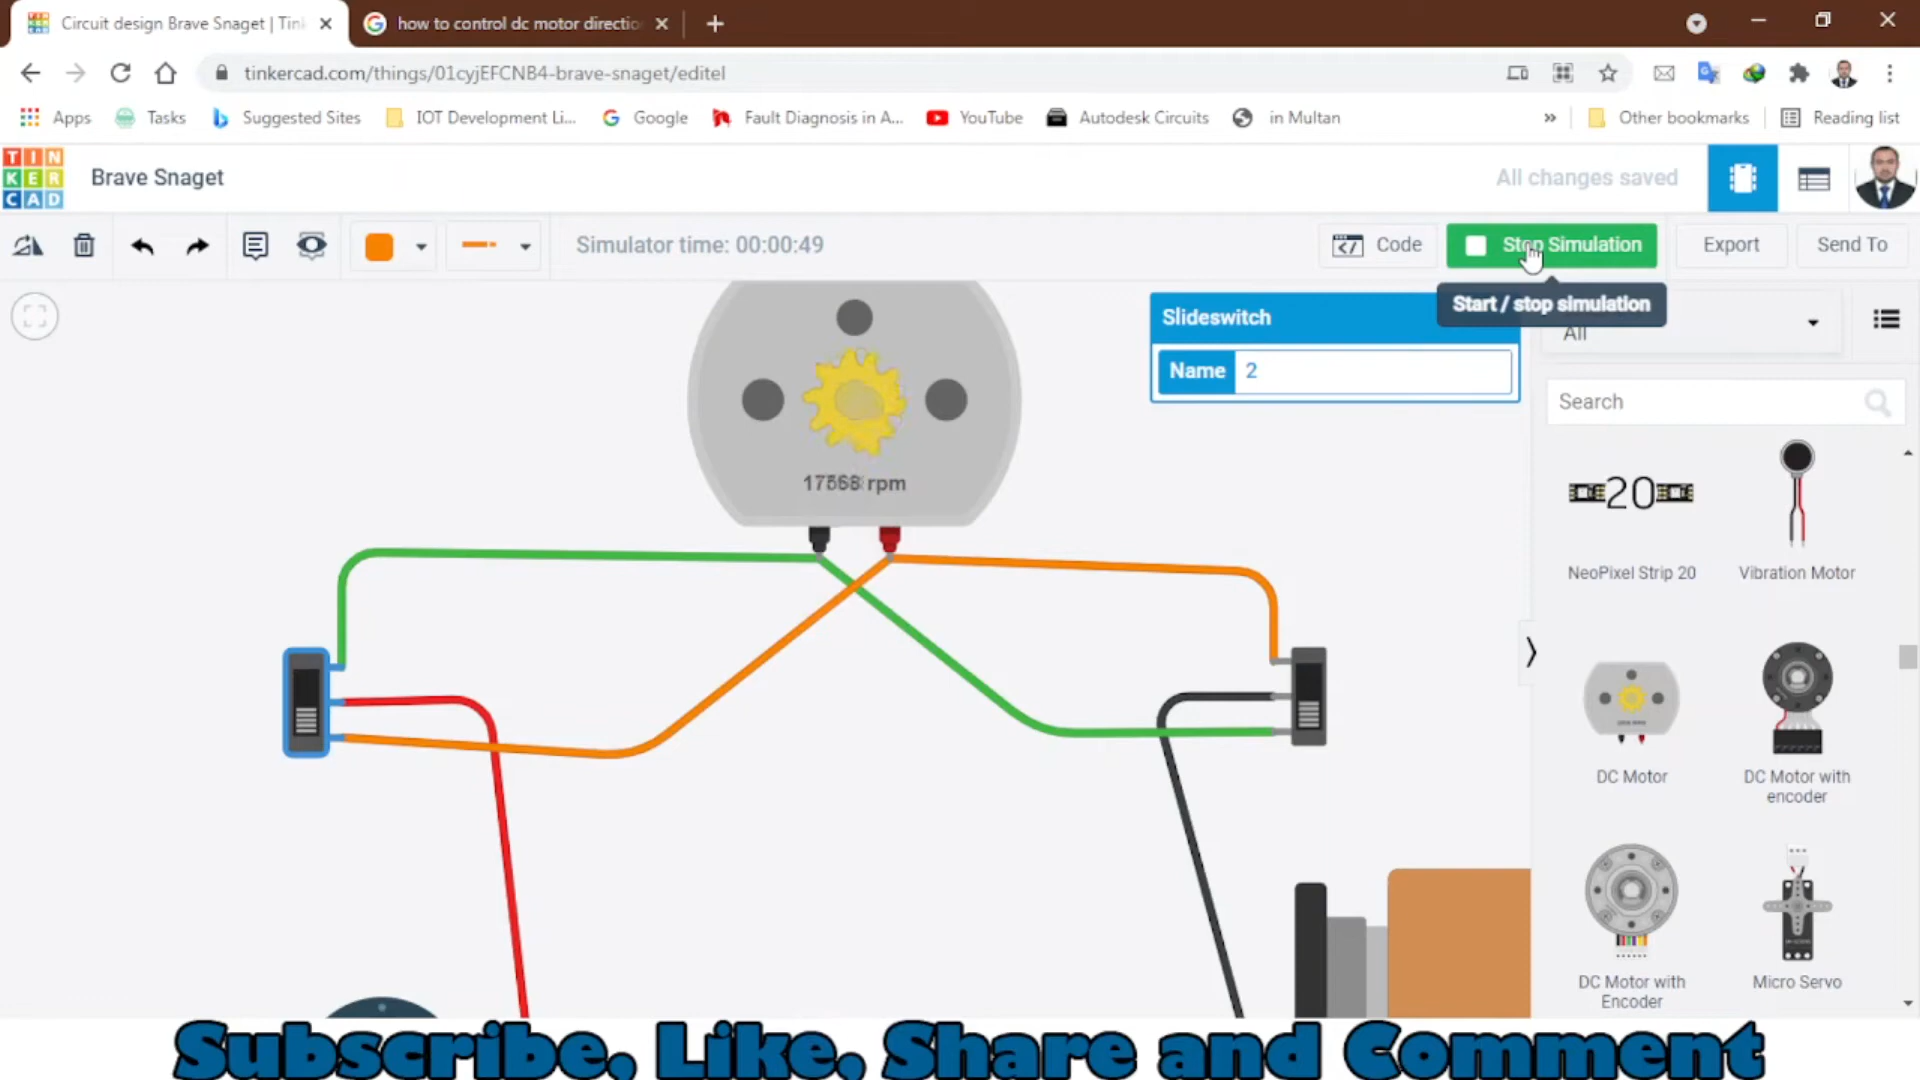 Circuit design Brave Snaget | Tin
how to control dc motor directio
tinkercad.com/things/01cyjEFCNB4-brave-snaget/editel
Apps
Tasks
Suggested Sites
IOT Development Li...
Google
Fault Diagnosis in A...
YouTube
Autodesk Circuits
in Multan
»
Other bookmarks
Reading list
TIN
KER
CAD
Brave Snaget
All changes saved
Simulator time: 00:00:49
Code
Stop Simulation
Export
Send To
Start / stop simulation
Slideswitch
All
Name 2
Search
rpm
20
NeoPixel Strip 20
Vibration Motor
DC Motor
DC Motor with
encoder
DC Motor with
Encoder
Micro Servo
Subscribe, Like, Share and Comment